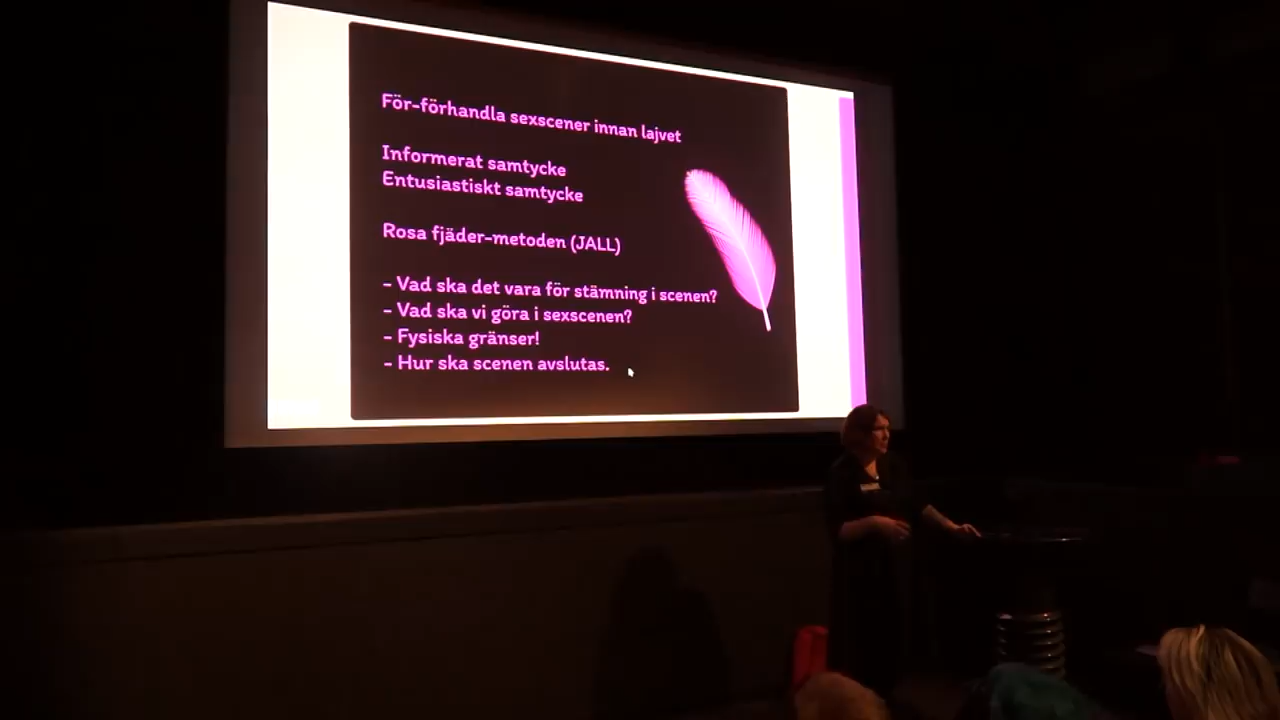 För-förhandla sexscener innan lajvet
Informerat samtycke
Entusiastiskt samtycke
Rosa fjäder-metoden (JALL)
- Vad ska det vara för stämning i scenen?
- Vad ska vi göra i sexscenen?
- Fysiska gränser!
- Hur ska scenen avslutas.